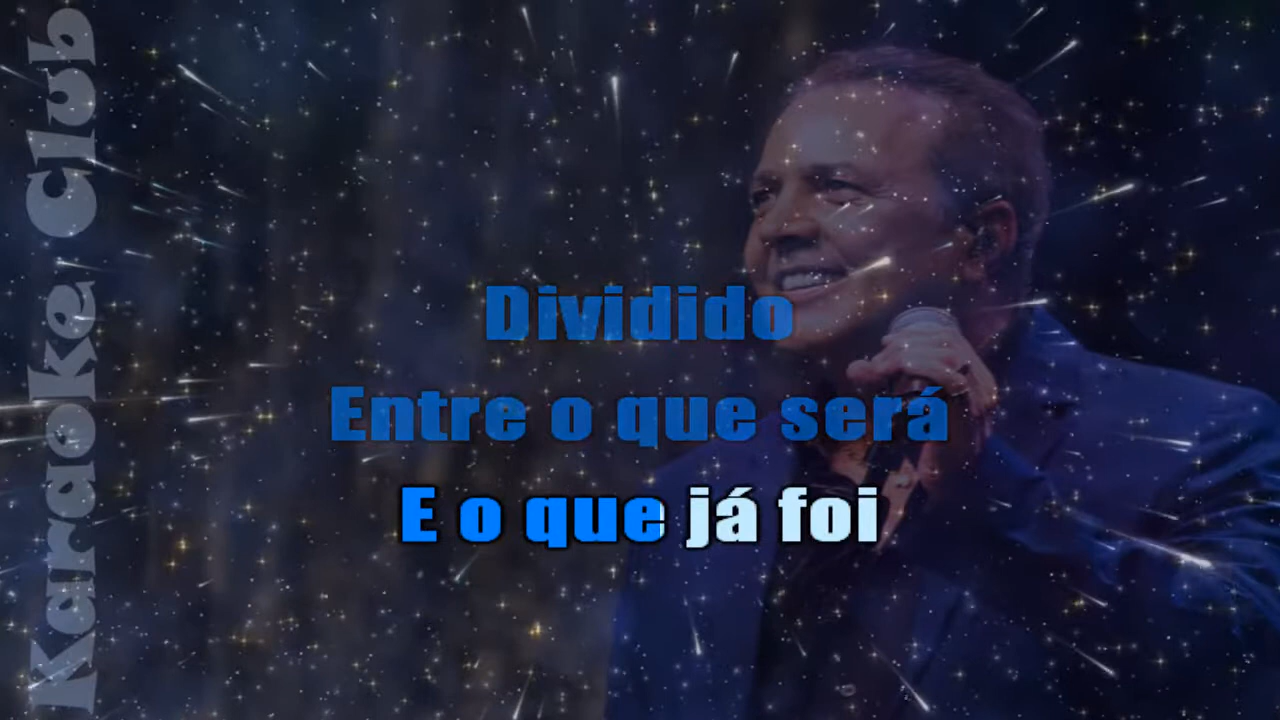 Karaoke Club
Dividido
Entre o que será
E o que já foi